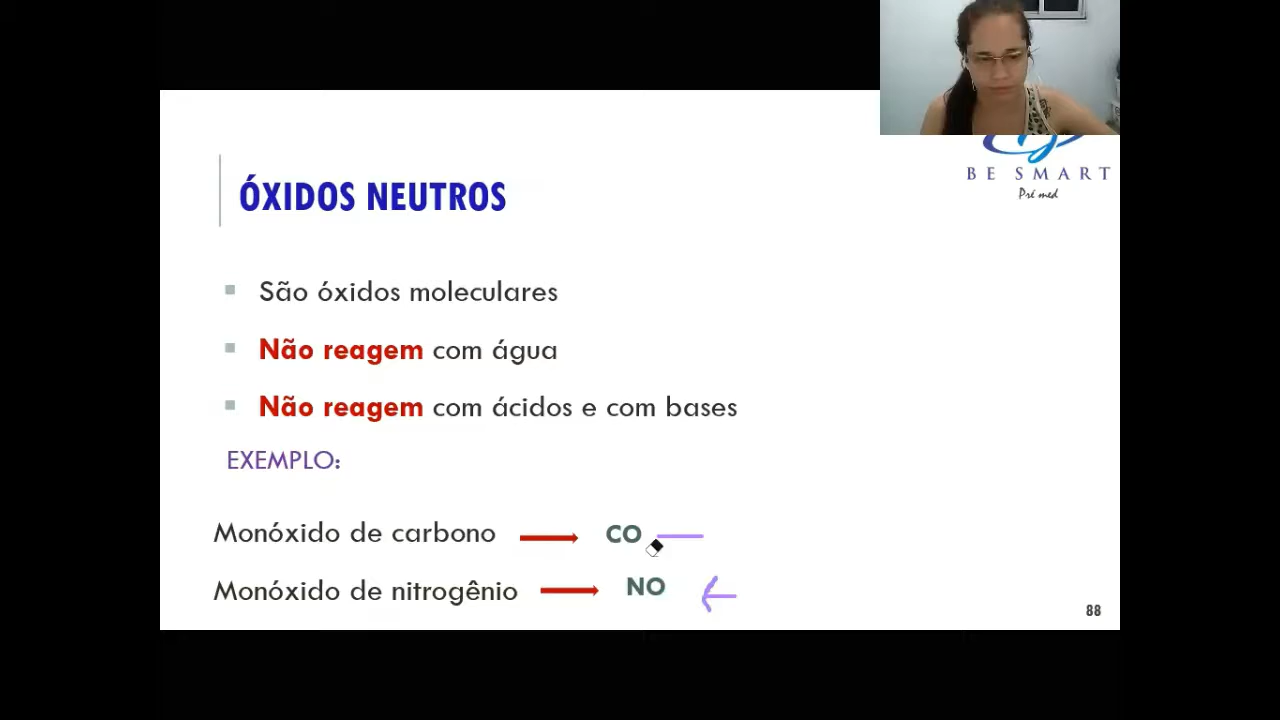 BE SMART
Pré med
ÓXIDOS NEUTROS
São óxidos moleculares
Não reagem com água
Não reagem com ácidos e com bases
EXEMPLO:
Monóxido de carbono CO
Monóxido de nitrogênio NO
88